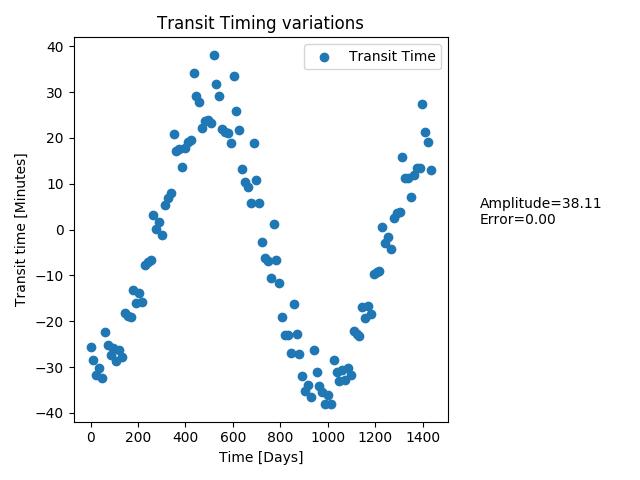 Transit Timing variations
Transit Time
Transit time [Minutes]
40
30
20
10
0
−10
−20
−30
−40
0
200
400
600
800
1000
1200
1400
Time [Days]
Amplitude=38.11
Error=0.00